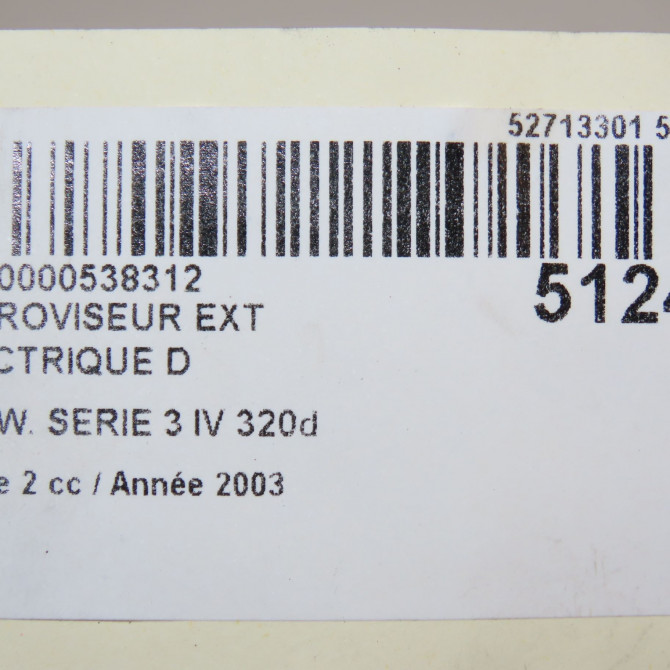 52713301 5
0000538312
5124
ROVISEUR EXT
CTRIQUE D
W. SERIE 3 IV 320d
e 2 cc / Année 2003